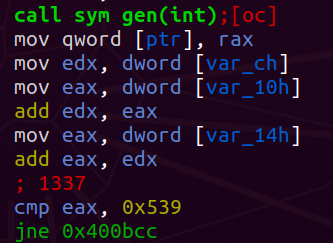 call sym gen(int);[oc]
mov qword [ptr], rax
mov edx, dword [var_ch]
mov eax, dword [var_10h]
add edx, eax
mov eax, dword [var_14h]
add eax, edx
; 1337
cmp eax, 0x539
jne 0x400bcc